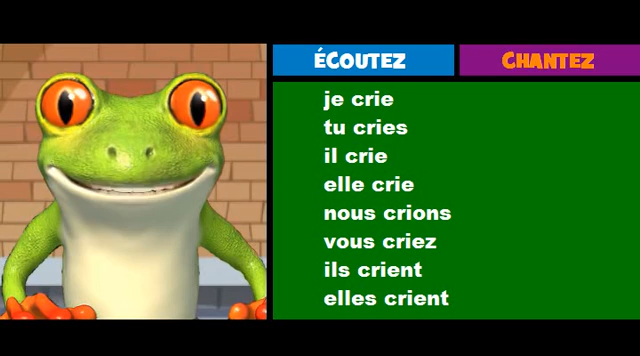 ÉCOUTEZ CHANTEZ
je crie
tu cries
il crie
elle crie
nous crions
vous criez
ils crient
elles crient